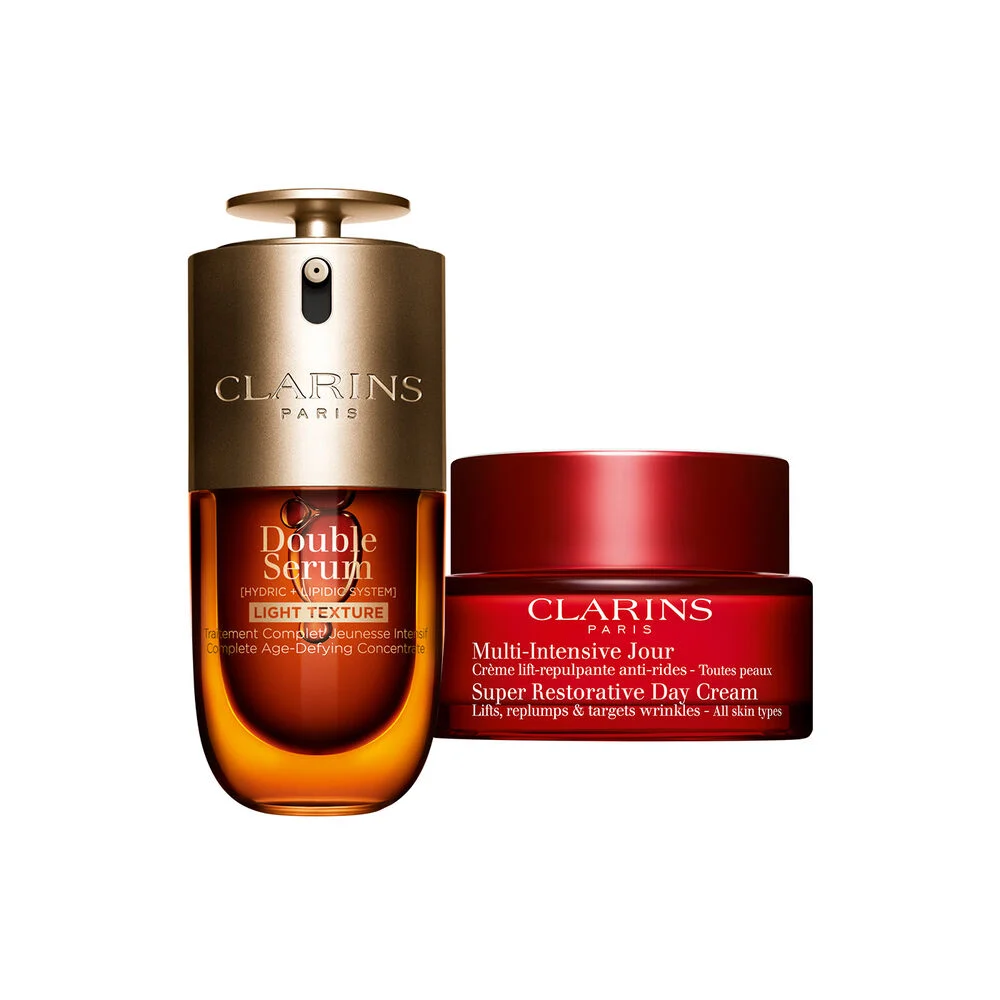 CLARINS
PARIS
Double
Serum
[HYDRIC + LIPIDIC SYSTEM]
LIGHT TEXTURE
Traitement Complet Jeunesse Intensif
Complete Age-Defying Concentrate
CLARINS
PARIS
Multi-Intensive Jour
Crème lift-repulpante anti-rides - Toutes peaux
Super Restorative Day Cream
Lifts, replumps & targets wrinkles - All skin types